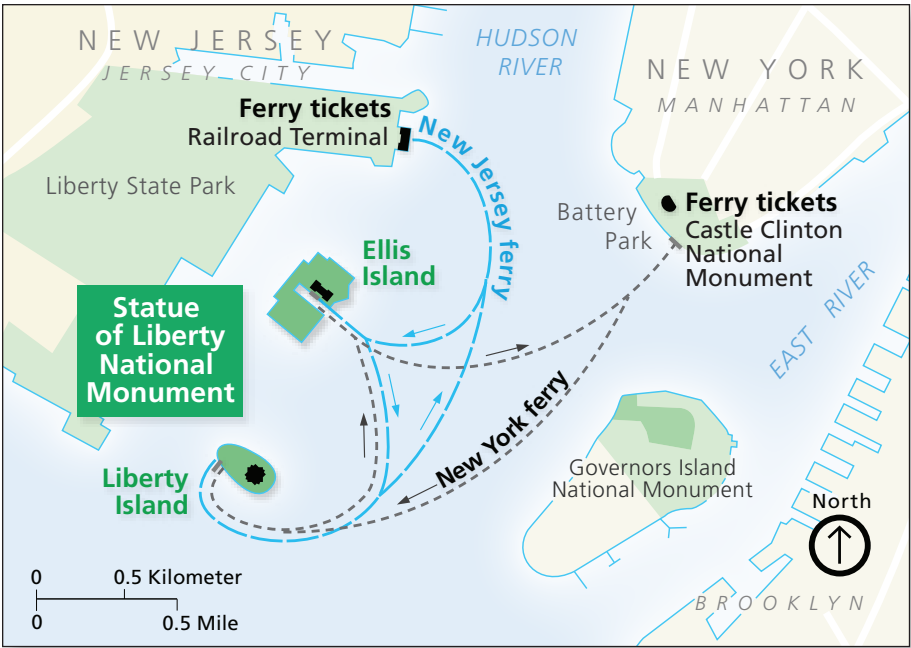 NEW JERSEY
JERSEY CITY
HUDSON
RIVER
NEW YORK
MANHATTAN
Ferry tickets
Railroad Terminal
New Jersey ferry
Liberty State Park
Battery
Park
Ferry tickets
Castle Clinton
National
Monument
Ellis
Island
EAST RIVER
Statue
of Liberty
National
Monument
New York ferry
Liberty
Island
Governors Island
National Monument
North
0
0.5 Kilometer
0
0.5 Mile
BROOKLYN